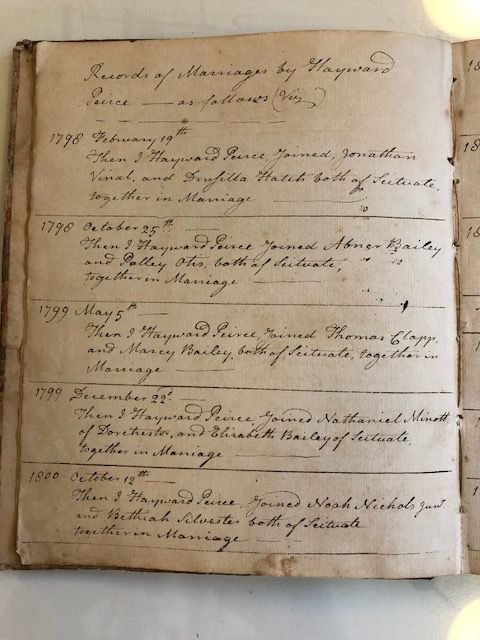 Records of Marriages by Hayward
Peirce — as follows (Viz)
1798 February 19th
Then I Hayward Peirce, Joined, Jonathan
Vinal, and Drusilla Hatch both of Scituate,
together in Marriage
1798 October 25th
Then I Hayward Peirce Joined Abner Bailey
and Polley Otis, both of Scituate,
together in Marriage
1799 May 5th
Then I Hayward Peirce, Joined Thomas Clapp.
and Marcy Bailey, both of Scituate, together in
Marriage
1799 December 22d
Then I Hayward Peirce Joined Nathaniel Minott
of Dorchester, and Elizabeth Bailey of Scituate.
together in Marriage
1800 October 12th
Then I Hayward Peirce, Joined Noah Nichols Junr.
and Bethiah Silvester both of Scituate
together in Marriage